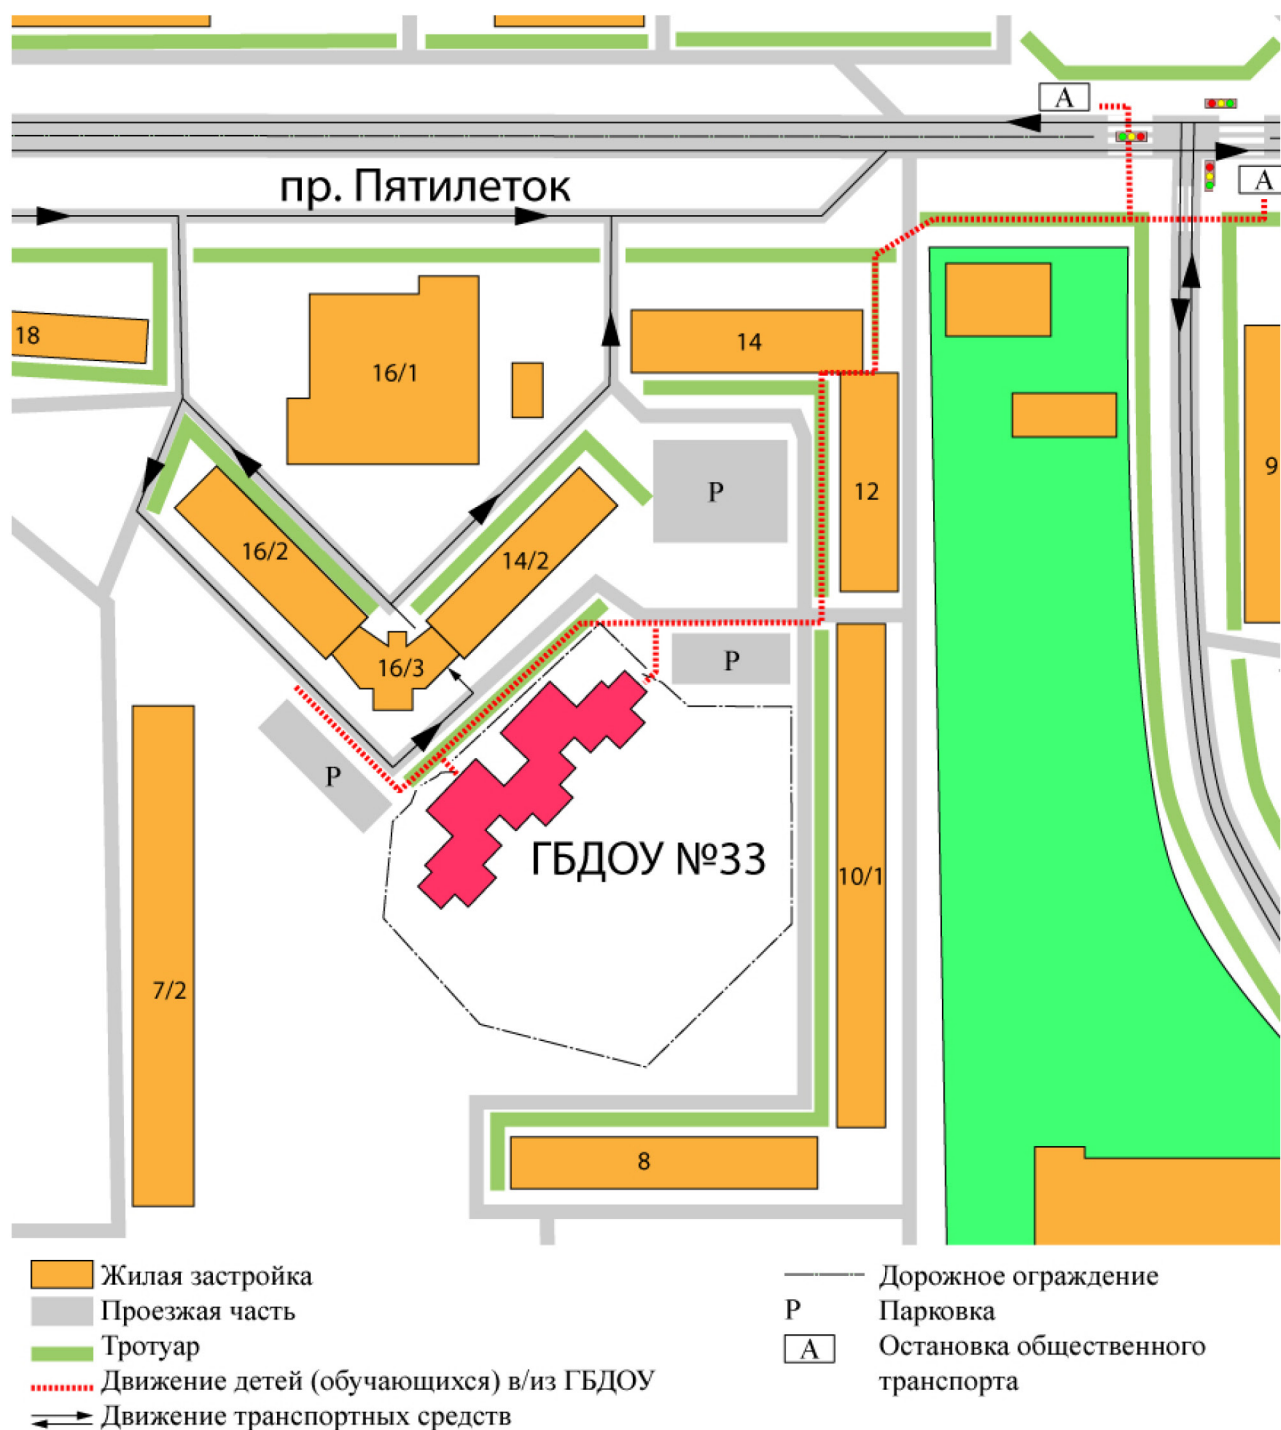 А
А
пр. Пятилеток
18
16/1
14
9
16/2
14/2
Р
12
16/3
Р
Р
ГБДОУ №33
10/1
7/2
8
Жилая застройка
Проезжая часть
Тротуар
Движение детей (обучающихся) в/из ГБДОУ
Движение транспортных средств
Дорожное ограждение
Р Парковка
А Остановка общественного
транспорта